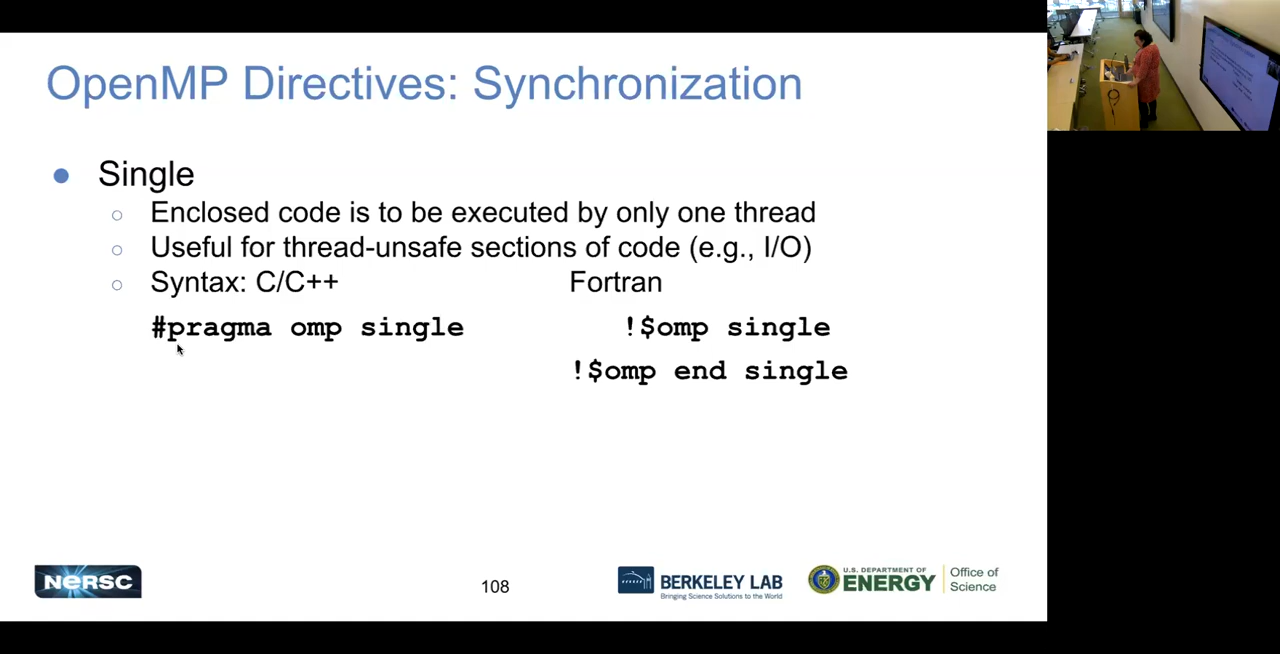 OpenMP Directives: Synchronization
● Single
○ Enclosed code is to be executed by only one thread
○ Useful for thread-unsafe sections of code (e.g., I/O)
○ Syntax: C/C++ Fortran
#pragma omp single !$omp single
!$omp end single
NERSC
108
BERKELEY LAB
Bringing Science Solutions to the World
U.S. DEPARTMENT OF
ENERGY
Office of
Science